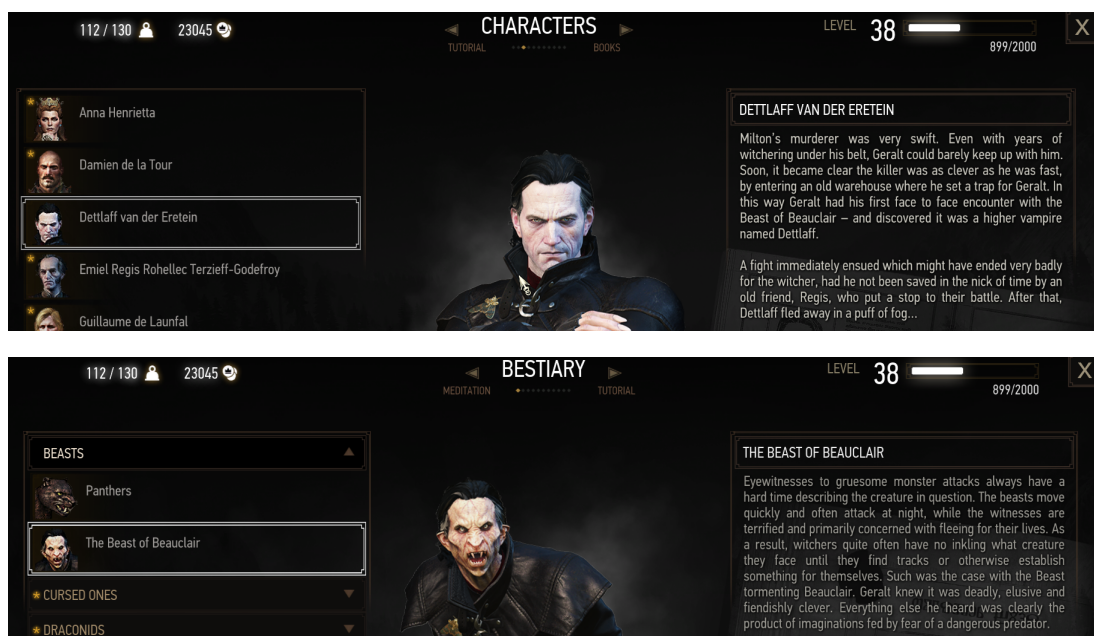 112 / 130 23045
CHARACTERS
TUTORIAL BOOKS
LEVEL 38
899/2000
X
Anna Henrietta
Damien de la Tour
Dettlaff van der Eretein
Emiel Regis Rohellec Terzieff-Godefroy
Guillaume de Launfal
DETTLAFF VAN DER ERETEIN
Milton's murderer was very swift. Even with years of
witchering under his belt, Geralt could barely keep up with him.
Soon, it became clear the killer was as clever as he was fast,
by entering an old warehouse where he set a trap for Geralt. In
this way Geralt had his first face to face encounter with the
Beast of Beauclair – and discovered it was a higher vampire
named Dettlaff.
A fight immediately ensued which might have ended very badly
for the witcher, had he not been saved in the nick of time by an
old friend, Regis, who put a stop to their battle. After that,
Dettlaff fled away in a puff of fog...
112 / 130 23045
BESTIARY
MEDITATION TUTORIAL
LEVEL 38
899/2000
X
BEASTS
Panthers
The Beast of Beauclair
CURSED ONES
DRACONIDS
THE BEAST OF BEAUCLAIR
Eyewitnesses to gruesome monster attacks always have a
hard time describing the creature in question. The beasts move
quickly and often attack at night, while the witnesses are
terrified and primarily concerned with fleeing for their lives. As
a result, witchers quite often have no inkling what creature
they face until they find tracks or otherwise establish
something for themselves. Such was the case with the Beast
tormenting Beauclair. Geralt knew it was deadly, elusive and
fiendishly clever. Everything else he heard was clearly the
product of imaginations fed by fear of a dangerous predator.